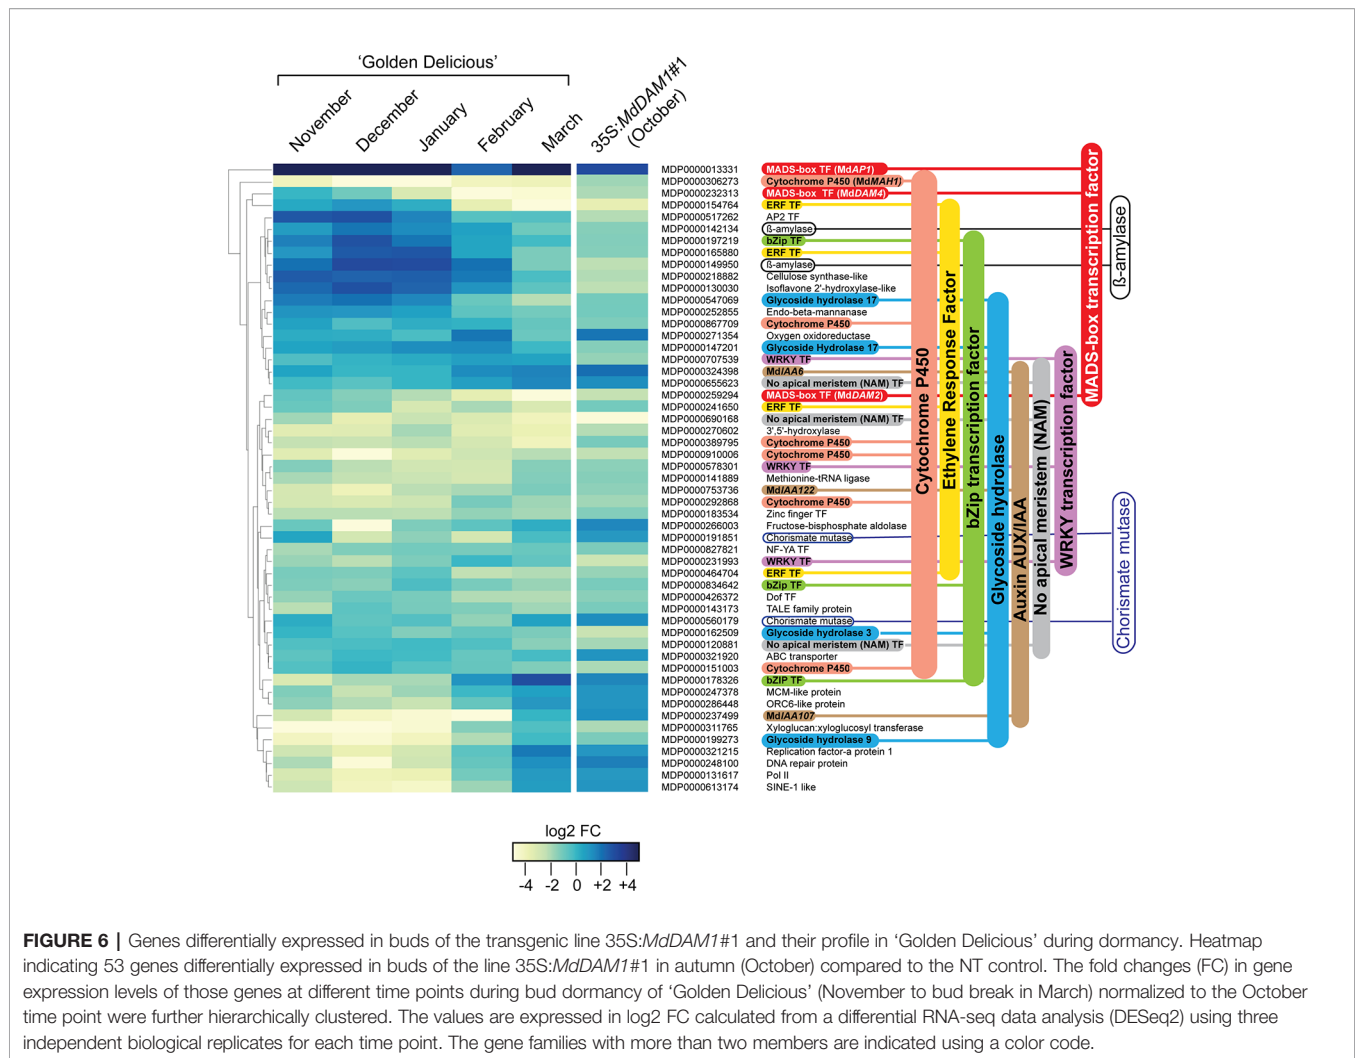 'Golden Delicious'
November
December
January
February
March
35S:MdDAM1#1
(October)
MDP0000013331 MADS-box TF (MdAP1)
MDP0000306273 Cytochrome P450 (MdMAH1)
MDP0000232313 MADS-box TF (MdDAM4)
MDP0000154764 ERF TF
MDP0000517262 AP2 TF
MDP0000142134 ß-amylase
MDP0000197219 bZip TF
MDP0000165880 ERF TF
MDP0000149950 ß-amylase
MDP0000218882 Cellulose synthase-like
MDP0000130030 Isoflavone 2'-hydroxylase-like
MDP0000547069 Glycoside hydrolase 17
MDP0000252855 Endo-beta-mannanase
MDP0000867709 Cytochrome P450
MDP0000271354 Oxygen oxidoreductase
MDP0000147201 Glycoside Hydrolase 17
MDP0000707539 WRKY TF
MDP0000324398 MdIAA6
MDP0000655623 No apical meristem (NAM) TF
MDP0000259294 MADS-box TF (MdDAM2)
MDP0000241650 ERF TF
MDP0000690168 No apical meristem (NAM) TF
MDP0000270602 3',5'-hydroxylase
MDP0000389795 Cytochrome P450
MDP0000910006 Cytochrome P450
MDP0000578301 WRKY TF
MDP0000141889 Methionine-tRNA ligase
MDP0000753736 MdIAA122
MDP0000292868 Cytochrome P450
MDP0000183534 Zinc finger TF
MDP0000266003 Fructose-bisphosphate aldolase
MDP0000191851 Chorismate mutase
MDP0000827821 NF-YA TF
MDP0000231993 WRKY TF
MDP0000464704 ERF TF
MDP0000834642 bZip TF
MDP0000426372 Dof TF
MDP0000143173 TALE family protein
MDP0000560179 Chorismate mutase
MDP0000162509 Glycoside hydrolase 3
MDP0000120881 No apical meristem (NAM) TF
MDP0000321920 ABC transporter
MDP0000151003 Cytochrome P450
MDP0000178326 bZIP TF
MDP0000247378 MCM-like protein
MDP0000286448 ORC6-like protein
MDP0000237499 MdIAA107
MDP0000311765 Xyloglucan:xyloglucosyl transferase
MDP0000199273 Glycoside hydrolase 9
MDP0000321215 Replication factor-a protein 1
MDP0000248100 DNA repair protein
MDP0000131617 Pol II
MDP0000613174 SINE-1 like
Cytochrome P450
Ethylene Response Factor
bZip transcription factor
Glycoside hydrolase
Auxin AUX/IAA
No apical meristem (NAM)
WRKY transcription factor
MADS-box transcription factor
ß-amylase
Chorismate mutase
log2 FC
-4 -2 0 +2 +4
FIGURE 6 | Genes differentially expressed in buds of the transgenic line 35S:MdDAM1#1 and their profile in 'Golden Delicious' during dormancy. Heatmap
indicating 53 genes differentially expressed in buds of the line 35S:MdDAM1#1 in autumn (October) compared to the NT control. The fold changes (FC) in gene
expression levels of those genes at different time points during bud dormancy of 'Golden Delicious' (November to bud break in March) normalized to the October
time point were further hierarchically clustered. The values are expressed in log2 FC calculated from a differential RNA-seq data analysis (DESeq2) using three
independent biological replicates for each time point. The gene families with more than two members are indicated using a color code.